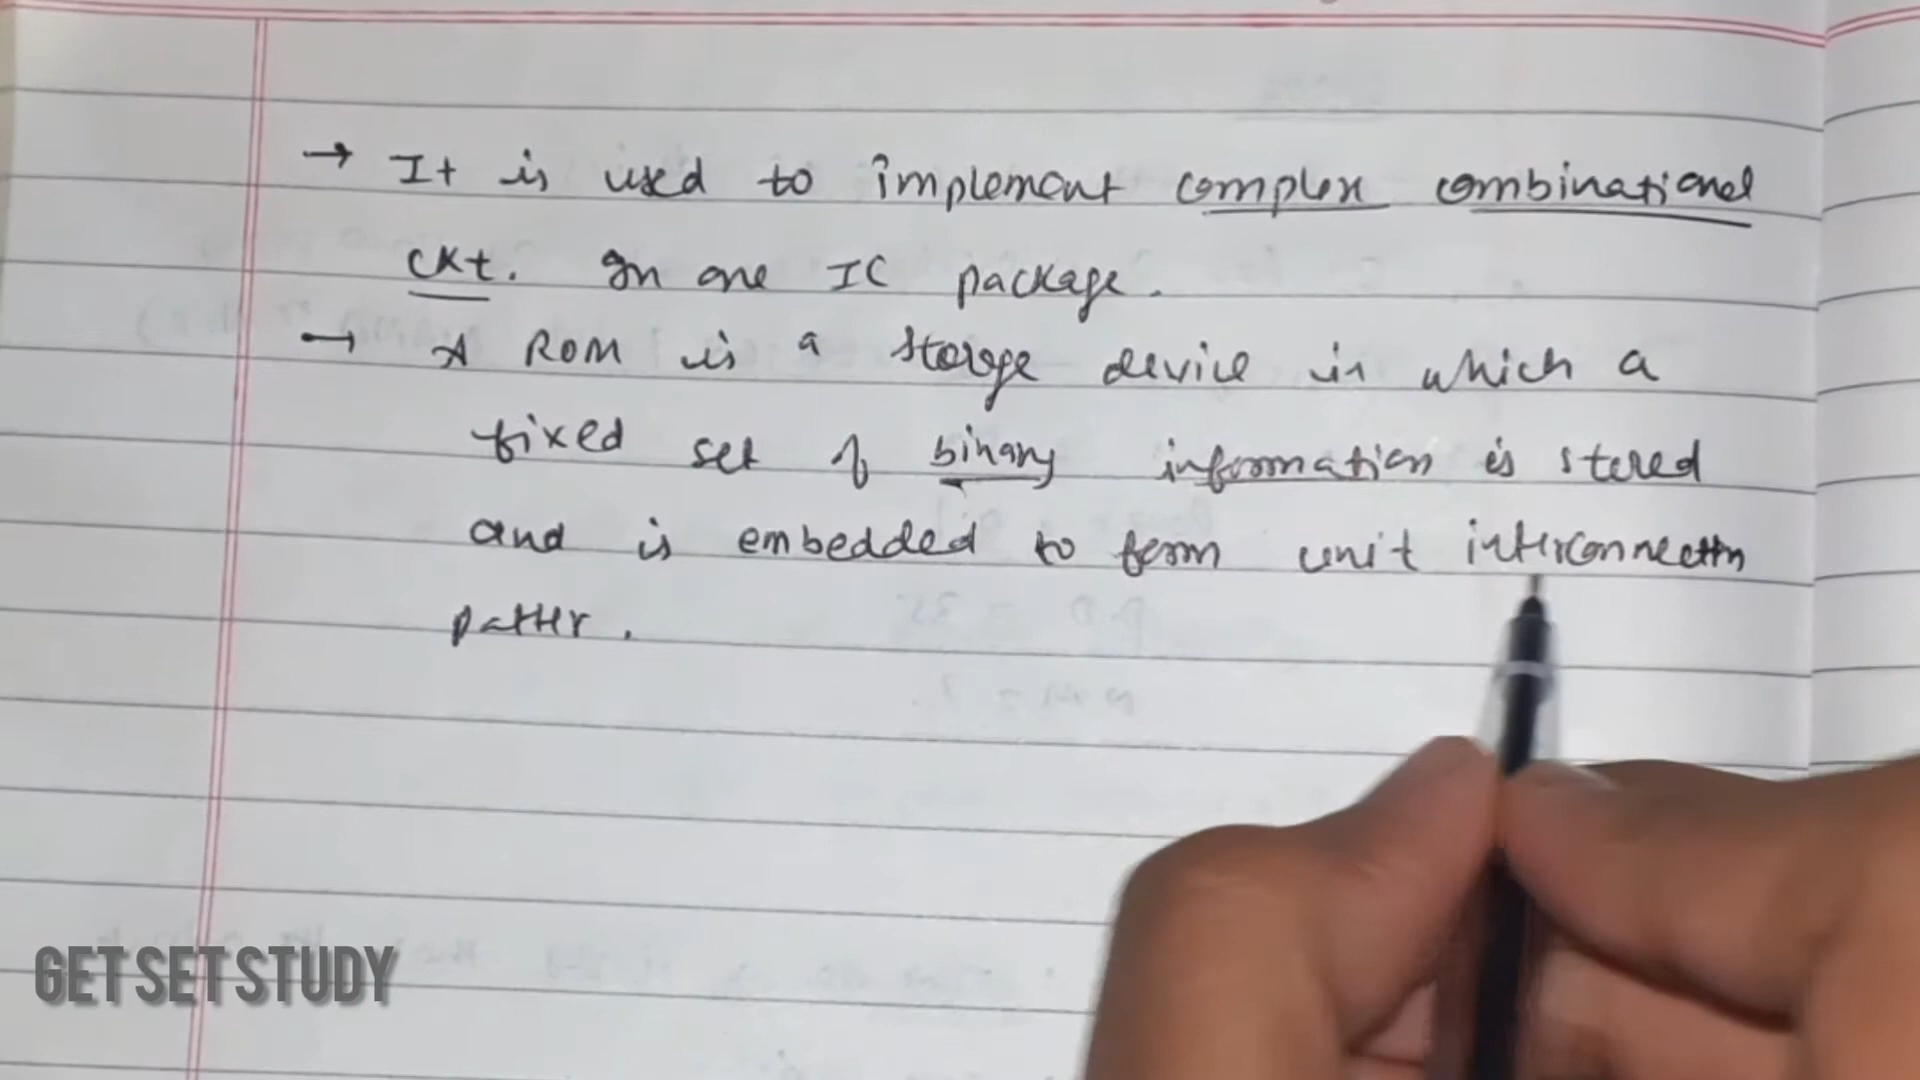 → It is used to implement complex combinational
ckt. In one IC package.
→ A ROM is a storage device in which a
fixed set of binary information is stored
and is embedded to form unit interconnectn
patter.
GET SET STUDY